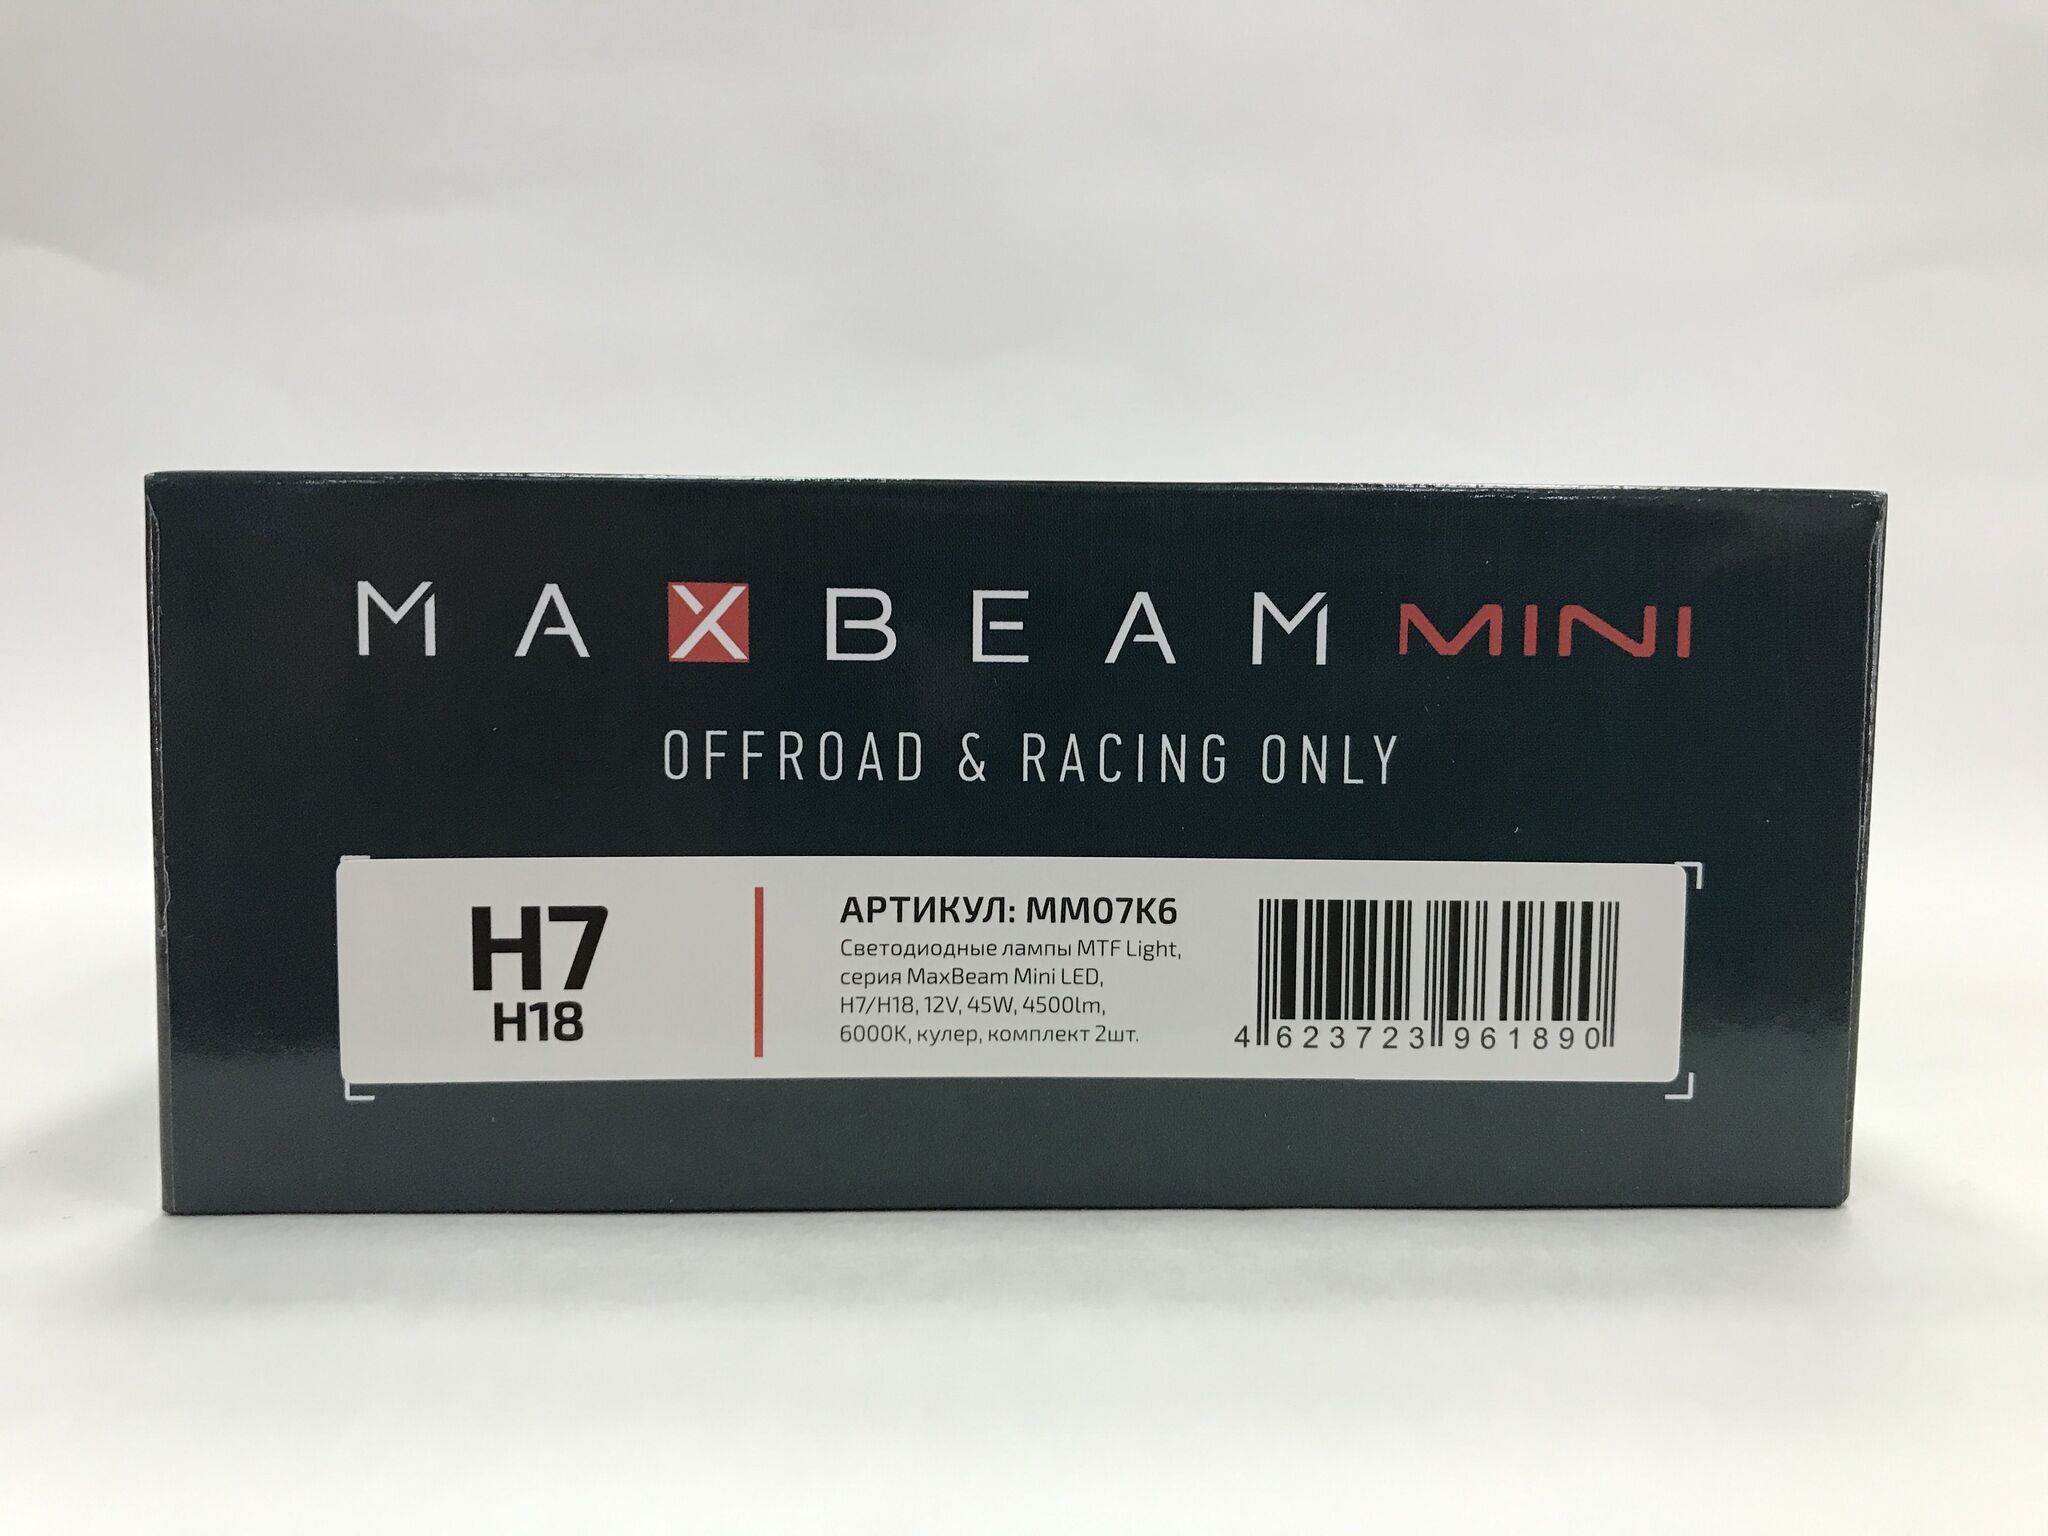 MAXBEAM MINI
OFFROAD & RACING ONLY
H7
H18
АРТИКУЛ: MM07K6
Светодиодные лампы MTF Light,
серия MaxBeam Mini LED,
H7/H18, 12V, 45W, 4500lm,
6000K, кулер, комплект 2шт.
4 623723 961890